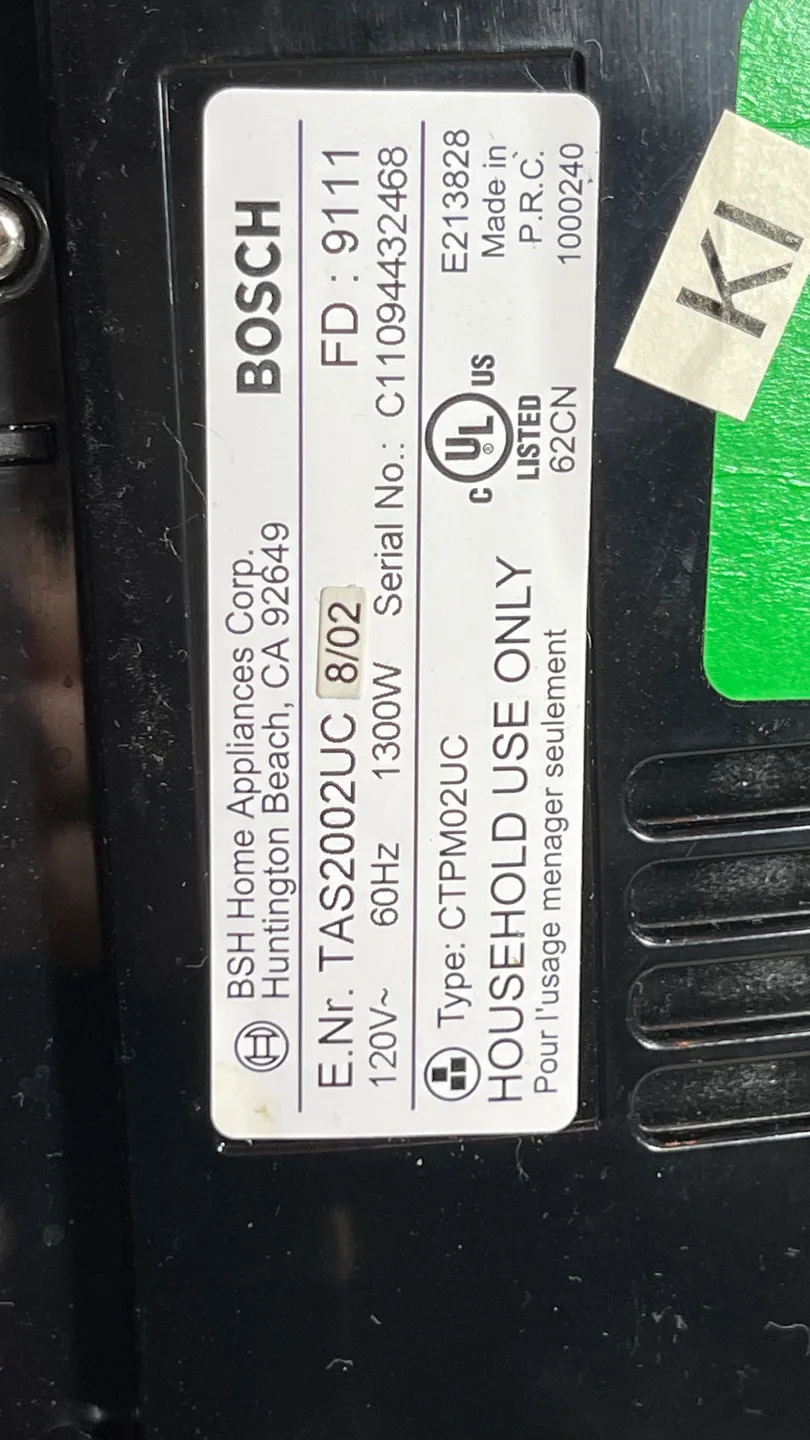 BSH Home Appliances Corp.
Huntington Beach, CA 92649
BOSCH
E.Nr. TAS2002UC 8/02 FD : 9111
120V~ 60Hz 1300W Serial No.: C11094432468
Type: CTPM02UC
HOUSEHOLD USE ONLY
Pour l'usage menager seulement
C UL US
®
LISTED
62CN
E213828
Made in
P.R.C.
1000240
KI